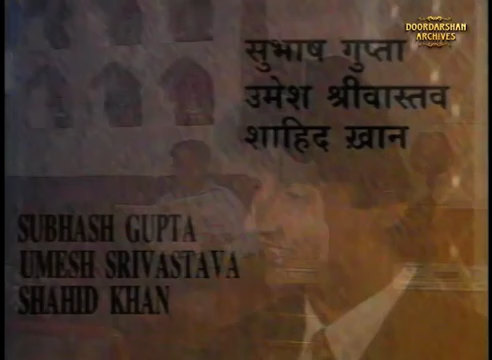 DOORDARSHAN
ARCHIVES
सुभाष गुप्ता
उमेश श्रीवास्तव
शाहिद ख़ान
SUBHASH GUPTA
UMESH SRIVASTAVA
SHAHID KHAN